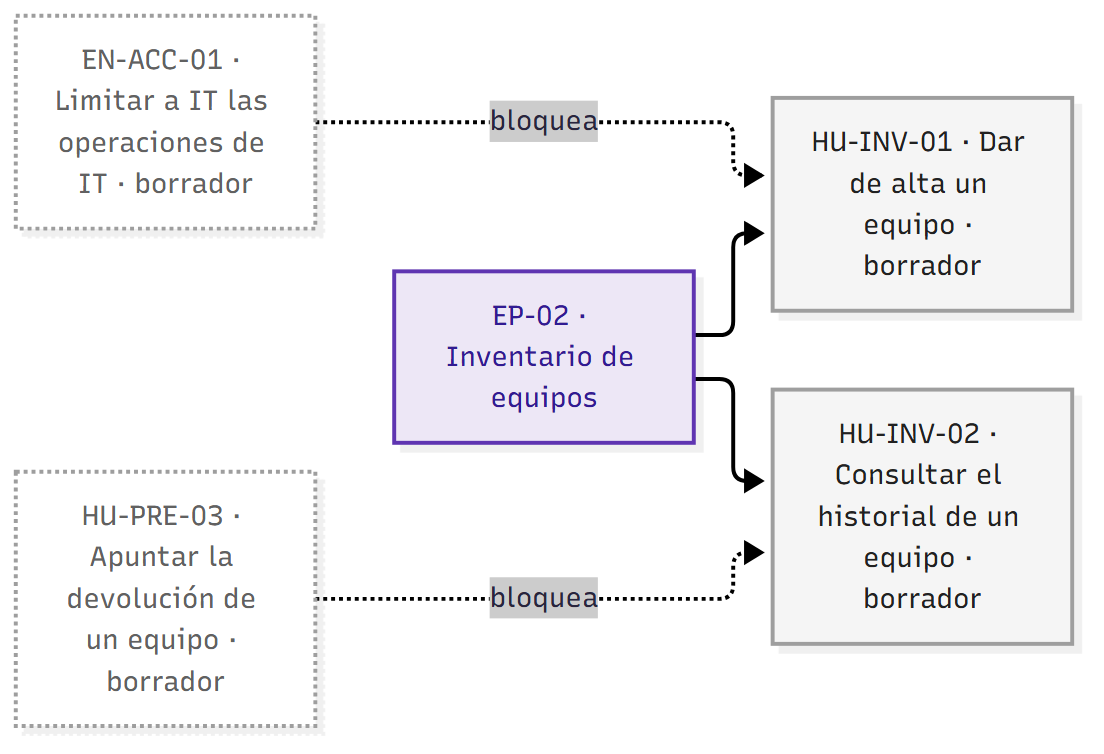 EN-ACC-01 ·
Limitar a IT las
operaciones de
IT · borrador
bloquea
HU-INV-01 · Dar
de alta un
equipo ·
borrador
EP-02 ·
Inventario de
equipos
HU-INV-02 ·
Consultar el
historial de un
equipo ·
borrador
HU-PRE-03 ·
Apuntar la
devolución de
un equipo ·
borrador
bloquea